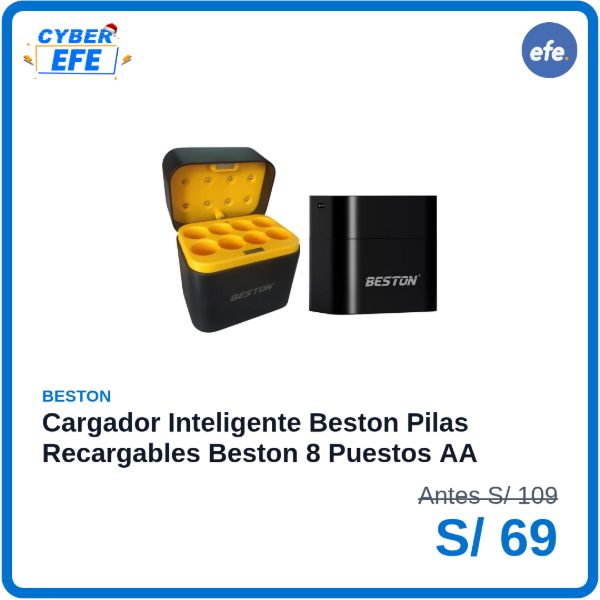 CYBER
EFE
efe.
BESTON
BESTON
BESTON
Cargador Inteligente Beston Pilas
Recargables Beston 8 Puestos AA
Antes S/ 109
S/ 69